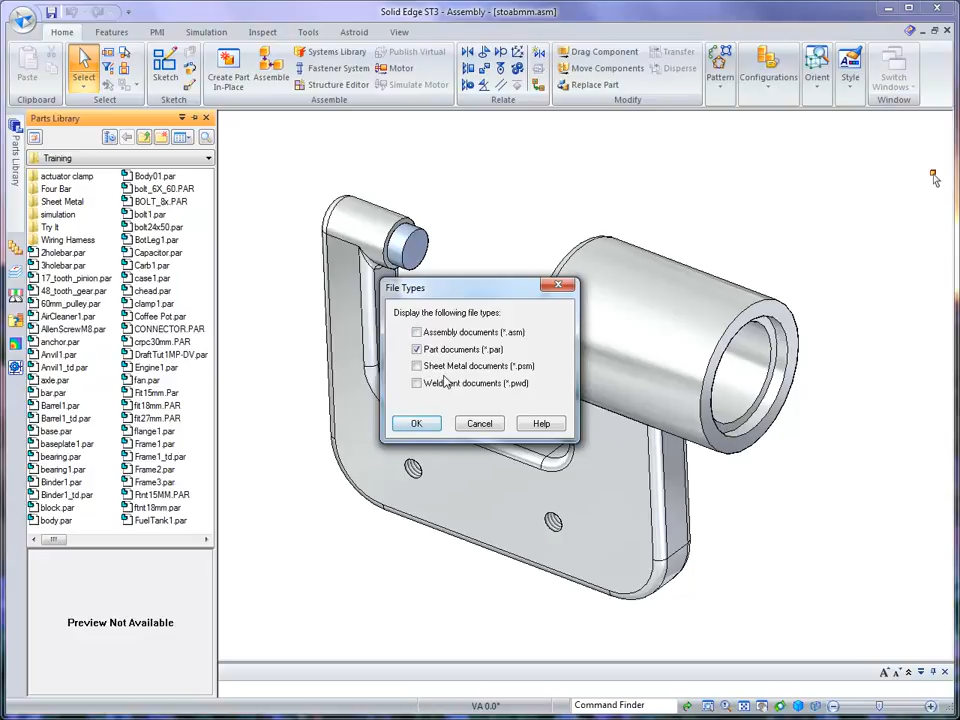 Solid Edge ST3 - Assembly - [stoabmm.asm]
Home Features PMI Simulation Inspect Tools Astroid View
Paste
Clipboard
Select
Select
Sketch
Sketch
Create Part In-Place
Assemble
Systems Library
Fastener System
Structure Editor
Publish Virtual
Motor
Simulate Motor
Assemble
Relate
Drag Component
Move Components
Replace Part
Transfer
Disperse
Modify
Pattern
Configurations
Orient
Style
Switch Windows
Window
Parts Library
Parts Library
Training
actuator clamp
Four Bar
Sheet Metal
simulation
Try It
Wiring Harness
2holebar.par
3holebar.par
17_tooth_pinion.par
48_tooth_gear.par
60mm_pulley.par
AirCleaner1.par
AllenScrewM8.par
anchor.par
Anvil1.par
Anvil1_td.par
axle.par
bar.par
Barrel1.par
Barrel1_td.par
base.par
baseplate1.par
bearing.par
bearing1.par
Binder1.par
Binder1_td.par
block.par
body.par
Body01.par
bolt_6X_60.PAR
BOLT_8x.PAR
bolt1.par
bolt24x50.par
BotLeg1.par
Capacitor.par
Carb1.par
case1.par
chead.par
clamp1.par
Coffee Pot.par
CONNECTOR.PAR
crpc30mm.par
DraftTut1MP-DV.par
Engine1.par
fan.par
Fit15mm.Par
fit18mm.par
fit27mm.par
flange1.par
Frame1.par
Frame1_td.par
Frame2.par
Frame3.par
Ftnt15MM.PAR
ftnt18mm.par
FuelTank1.par
Preview Not Available
File Types
Display the following file types:
Assembly documents (*.asm)
Part documents (*.par)
Sheet Metal documents (*.psm)
documents (*.pwd)
OK Cancel Help
VA 0.0°
Command Finder